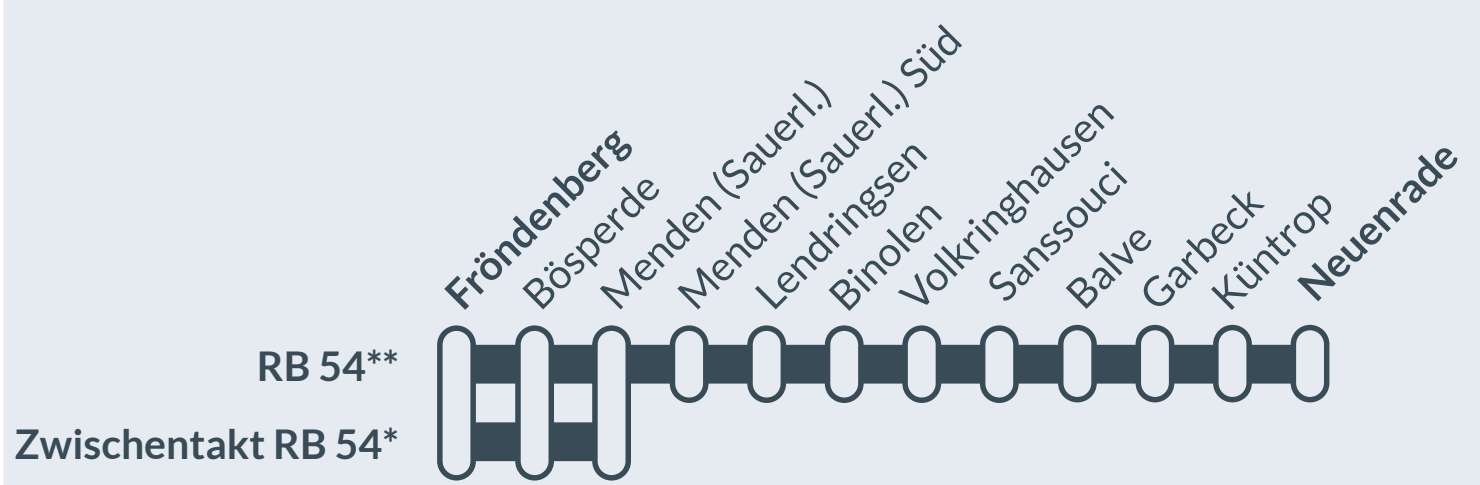 Fröndenberg
Bösperde
Menden (Sauerl.)
Menden (Sauerl.) Süd
Lendringsen
Binolen
Volkringhausen
Sanssouci
Balve
Garbeck
Küntrop
Neuenrade
RB 54**
Zwischentakt RB 54*